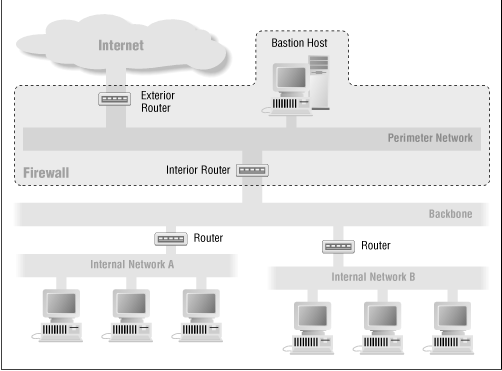 Internet
Bastion Host
Exterior
Router
Perimeter Network
Interior Router
Firewall
Backbone
Router
Router
Internal Network A
Internal Network B